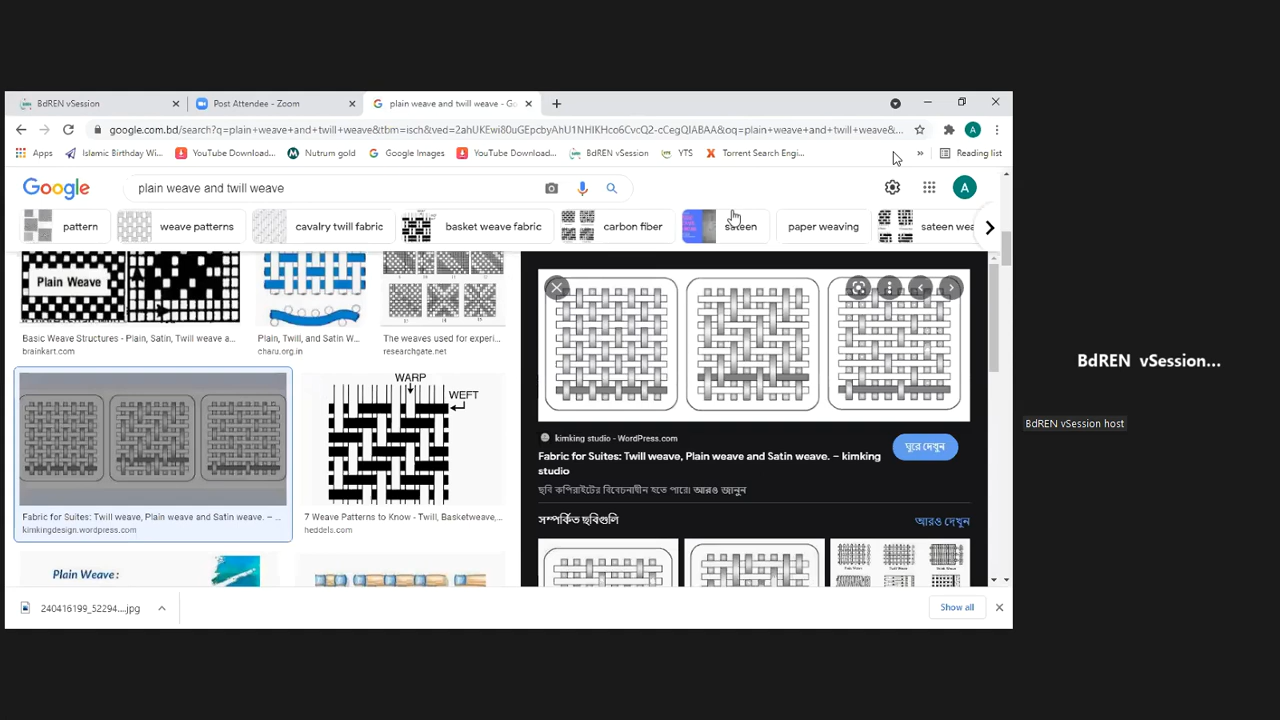 BdREN vSession
Post Attendee - Zoom
plain weave and twill weave - Go
google.com.bd/search?q=plain+weave+and+twill+weave&tbm=isch&ved=2ahUKEwi80uGEpcbyAhU1NHIKHco6CvcQ2-cCegQIABAA&oq=plain+weave+and+twill+weave&...
Apps
Islamic Birthday Wi...
YouTube Download...
Nutrum gold
Google Images
YouTube Download...
BdREN vSession
YTS
Torrent Search Engi...
»
Reading list
Google
plain weave and twill weave
A
A
pattern
weave patterns
cavalry twill fabric
basket weave fabric
carbon fiber
sateen
paper weaving
sateen wea
Plain Weave
Basic Weave Structures - Plain, Satin, Twill weave a...
brainkart.com
Plain, Twill, and Satin W...
charu.org.in
The weaves used for experi...
researchgate.net
WARP
WEFT
Fabric for Suites: Twill weave, Plain weave and Satin weave. – ...
kimkingdesign.wordpress.com
7 Weave Patterns to Know - Twill, Basketweave,...
heddels.com
Plain Weave :
kimking studio - WordPress.com
Fabric for Suites: Twill weave, Plain weave and Satin weave. – kimking
studio
ঘুরে দেখুন
ছবি কপিরাইটের বিবেচনাধীন হতে পারে। আরও জানুন
সম্পর্কিত ছবিগুলি
আরও দেখুন
240416199_52294....jpg
Show all
BdREN vSession...
BdREN vSession host